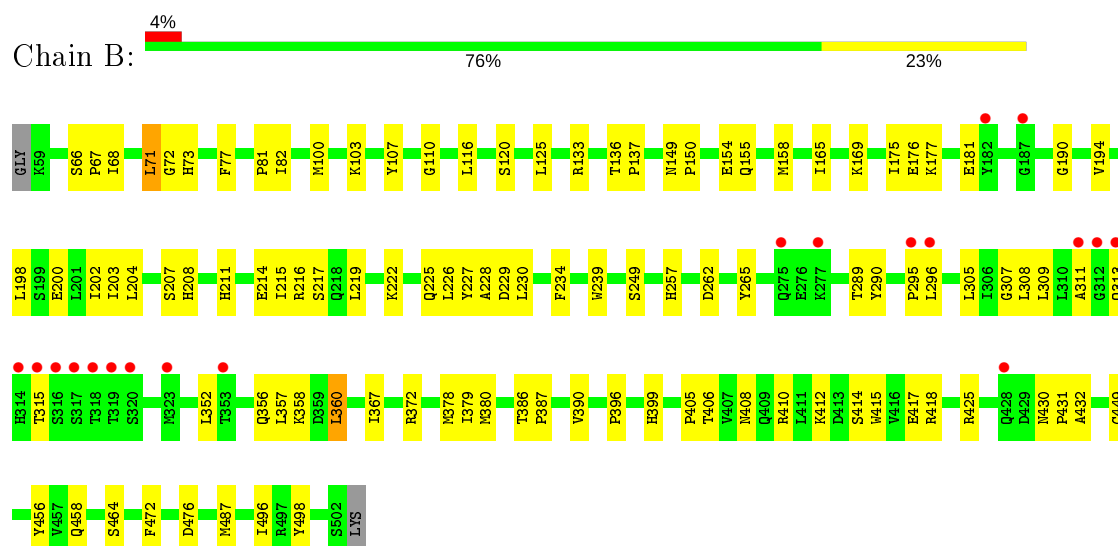 4%
Chain B:
76% 23%
GLY K59 S66 P67 I68 L71 G72 H73 F77 P81 I82 M100 K103 Y107 G110 L116 S120 L125 R133 T136 P137 N149 P150 E154 Q155 M158 I165 K169 I175 E176 K177 E181 Y182 G187 G190 V194
L198 S199 E200 L201 I202 I203 L204 S207 H208 H211 E214 I215 R216 S217 Q218 L219 K222 Q225 L226 Y227 A228 D229 L230 F234 W239 S249 H257 D262 Y265 Q275 E276 K277 T289 Y290 P295 L296 L305 I306 G307 L308 L309 L310 A311 G312
H314 T315 S316 S317 T318 T319 S320 M323 L352 T353 Q356 L357 K358 D359 L360 I367 R372 M378 I379 M380 T386 P387 V390 P396 H399 P405 T406 V407 N408 Q409 R410 L411 K412 D413 S414 W415 V416 E417 R418 R425 Q428 D429 N430 P431 A432
Y456 V457 Q458 S464 F472 D476 M487 I496 R497 Y498 S502 LYS